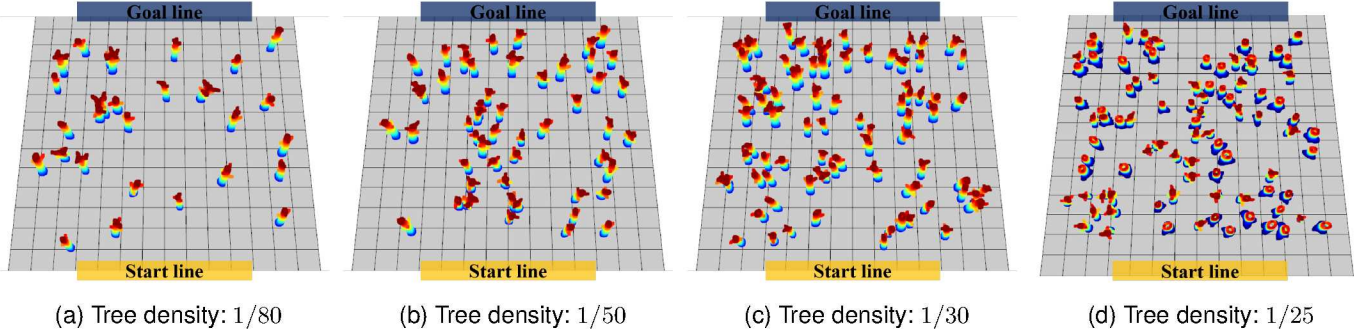 Goal line
Goal line
Goal line
Goal line
Start line
Start line
Start line
Start line
(a) Tree density: 1/80
(b) Tree density: 1/50
(c) Tree density: 1/30
(d) Tree density: 1/25